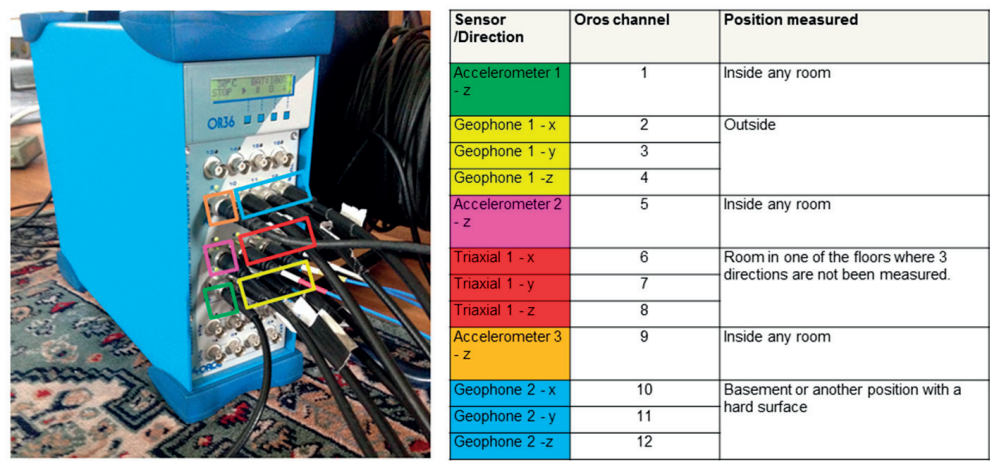 STOP
OR36
10
11
Sensor /Direction Oros channel Position measured
Accelerometer 1 - z 1 Inside any room
Geophone 1 - x 2 Outside
Geophone 1 - y 3
Geophone 1 -z 4
Accelerometer 2 - z 5 Inside any room
Triaxial 1 - x 6 Room in one of the floors where 3 directions are not been measured.
Triaxial 1 - y 7
Triaxial 1 - z 8
Accelerometer 3 - z 9 Inside any room
Geophone 2 - x 10 Basement or another position with a hard surface
Geophone 2 - y 11
Geophone 2 -z 12